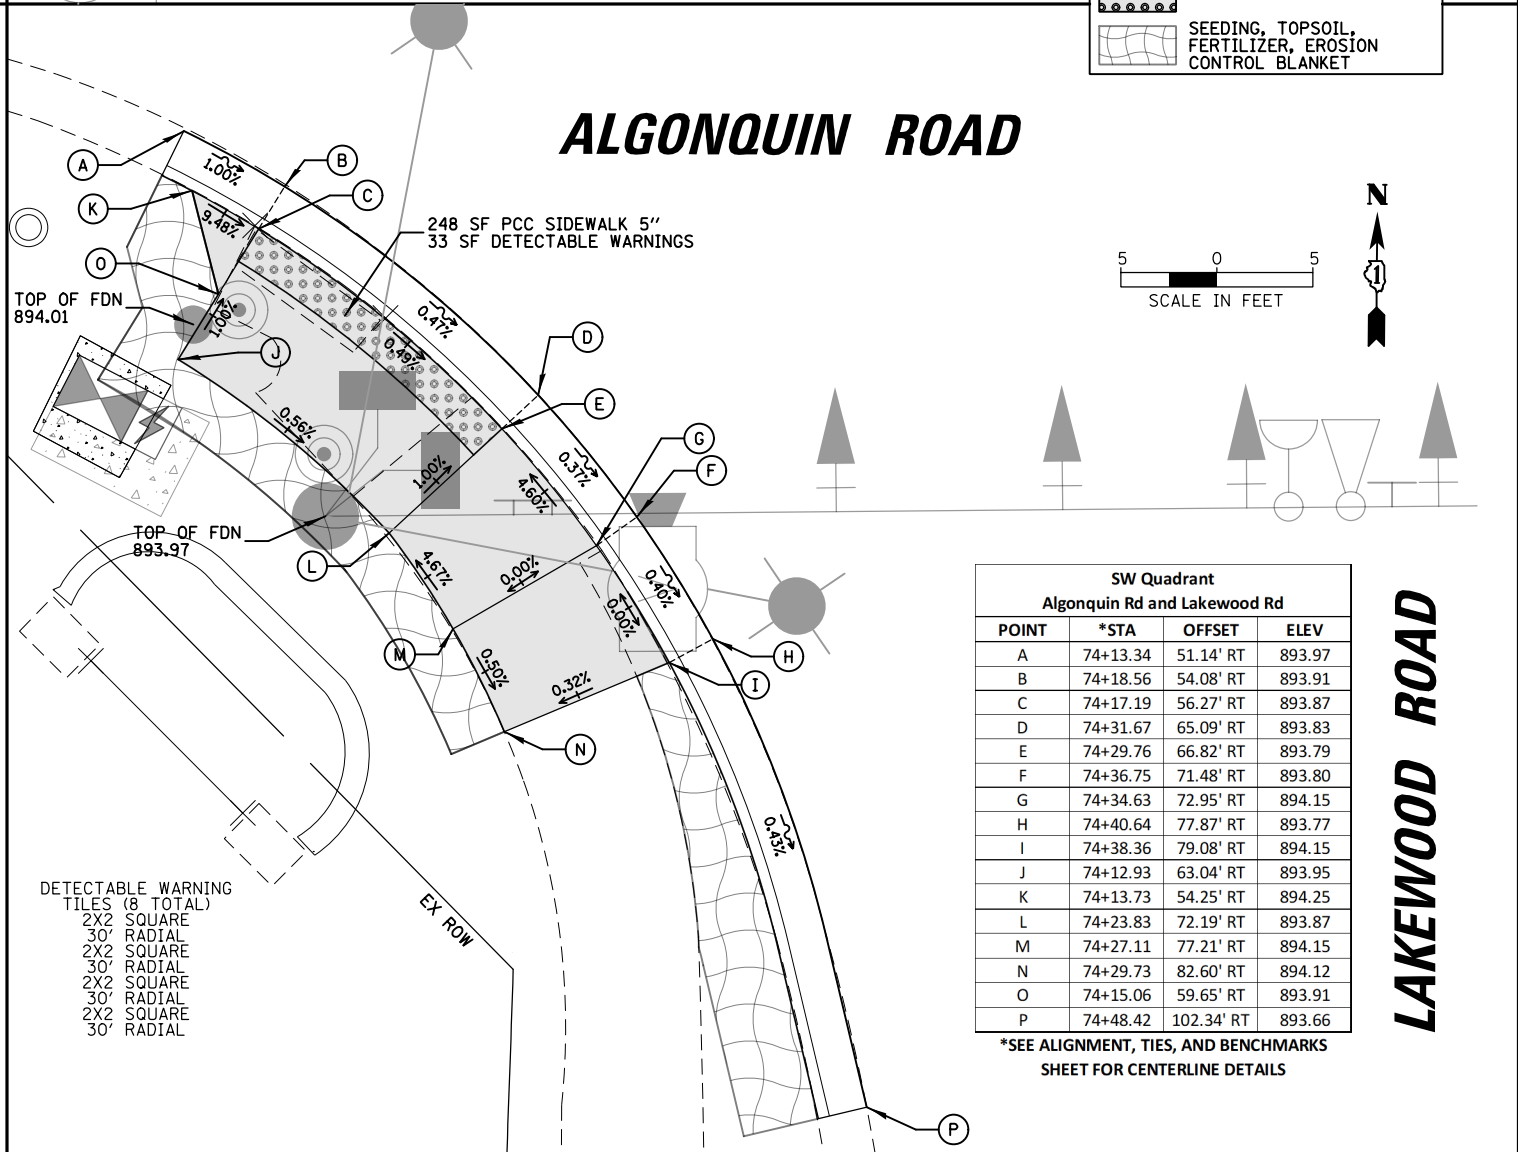 SEEDING, TOPSOIL,
FERTILIZER, EROSION
CONTROL BLANKET
ALGONQUIN ROAD
A
B
C
K
O
1.00%
9.48%
248 SF PCC SIDEWALK 5"
33 SF DETECTABLE WARNINGS
TOP OF FDN
894.01
1.00%
J
0.47%
0.49%
D
E
G
F
0.56%
1.00%
0.37%
4.60%
TOP OF FDN
893.97
L
4.67%
0.00%
0.40%
0.00%
M
0.50%
0.32%
H
I
N
0.43%
P
N
1
5 0 5
SCALE IN FEET
EX ROW
DETECTABLE WARNING
TILES (8 TOTAL)
2X2 SQUARE
30' RADIAL
2X2 SQUARE
30' RADIAL
2X2 SQUARE
30' RADIAL
2X2 SQUARE
30' RADIAL
SW Quadrant
Algonquin Rd and Lakewood Rd
POINT *STA OFFSET ELEV
A 74+13.34 51.14' RT 893.97
B 74+18.56 54.08' RT 893.91
C 74+17.19 56.27' RT 893.87
D 74+31.67 65.09' RT 893.83
E 74+29.76 66.82' RT 893.79
F 74+36.75 71.48' RT 893.80
G 74+34.63 72.95' RT 894.15
H 74+40.64 77.87' RT 893.77
I 74+38.36 79.08' RT 894.15
J 74+12.93 63.04' RT 893.95
K 74+13.73 54.25' RT 894.25
L 74+23.83 72.19' RT 893.87
M 74+27.11 77.21' RT 894.15
N 74+29.73 82.60' RT 894.12
O 74+15.06 59.65' RT 893.91
P 74+48.42 102.34' RT 893.66
*SEE ALIGNMENT, TIES, AND BENCHMARKS
SHEET FOR CENTERLINE DETAILS
LAKEWOOD ROAD